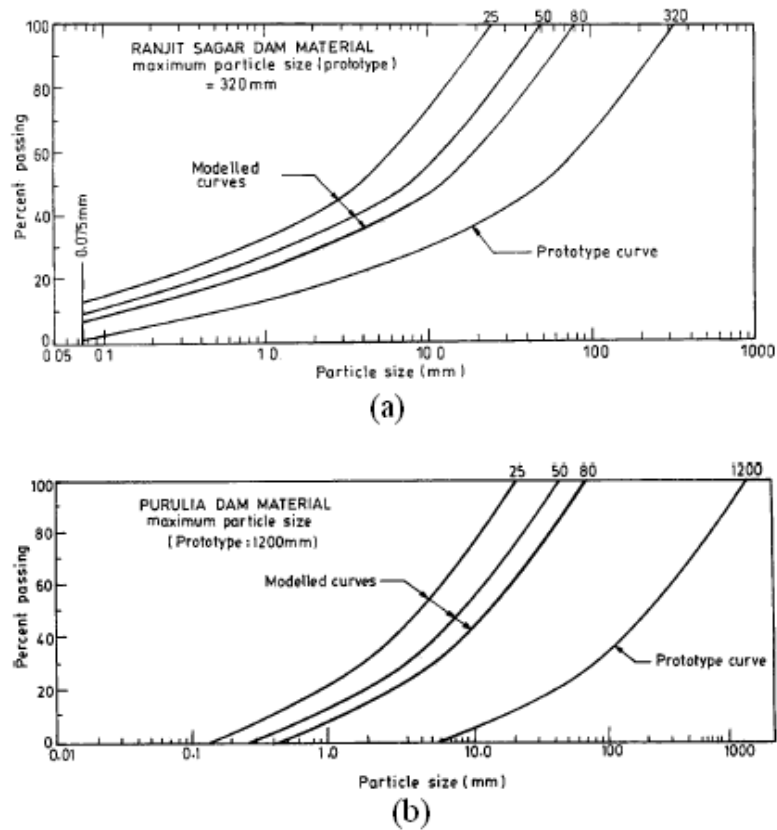 25 50 80 320
100
RANJIT SAGAR DAM MATERIAL
maximum particle size (prototype)
= 320mm
80
60
Modelled
curves
40
0.075mm
Prototype curve
20
0
Percent passing
0.05 0.1 1.0. 10.0 100 1000
Particle size (mm)
(a)
25 50 80 1200
100
PURULIA DAM MATERIAL
maximum particle size
(Prototype:1200mm)
80
Modelled curves
60
40
Prototype curve
20
0
Percent passing
0.01 0.1 1.0 10.0 100 1000
Particle size (mm)
(b)